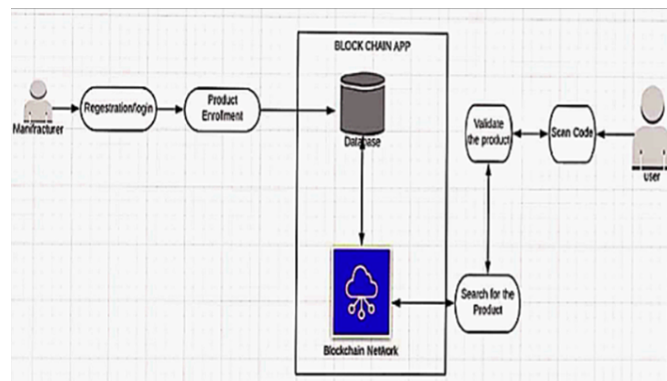 BLOCK CHAIN APP
Manfracturer
Regestration/login
Product
Enrollment
Database
Validate
the product
Scan Code
user
Search for the
Product
Blockchain NetAork